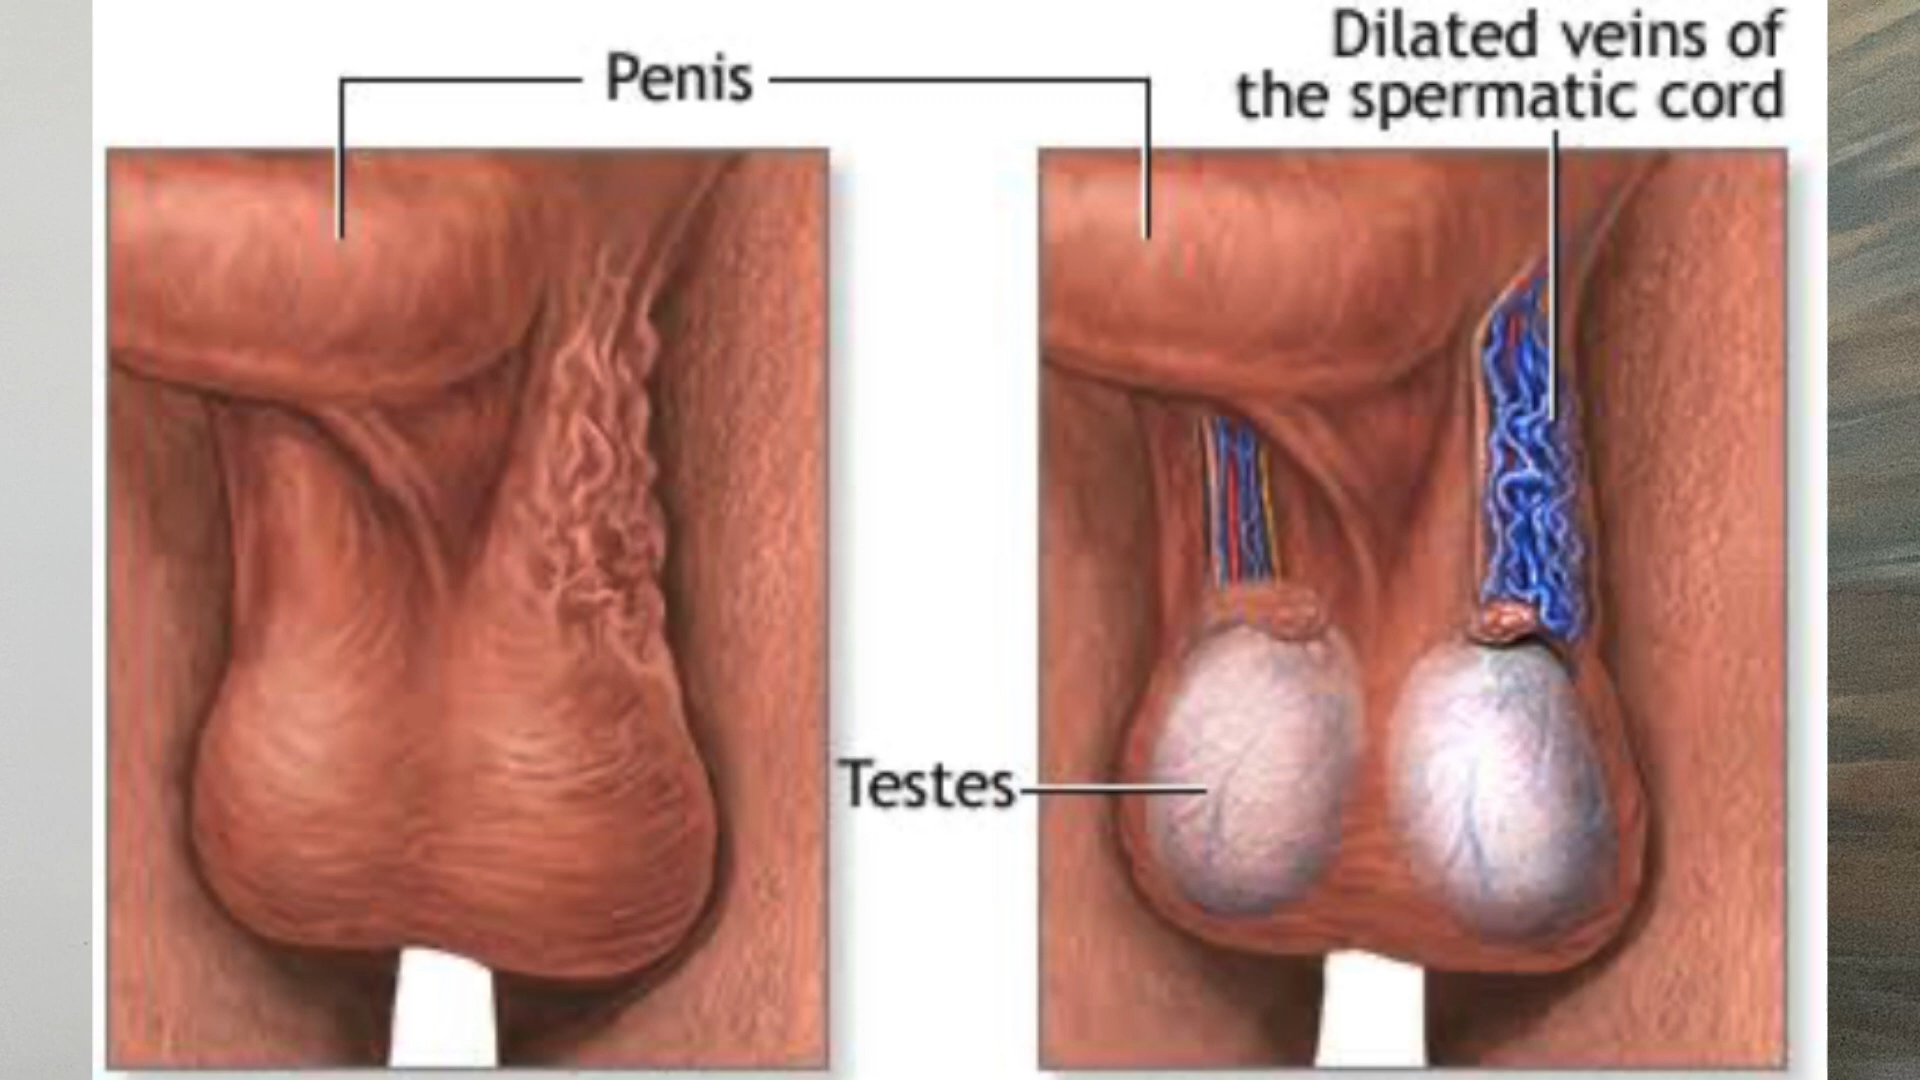 Penis
Dilated veins of
the spermatic cord
Testes